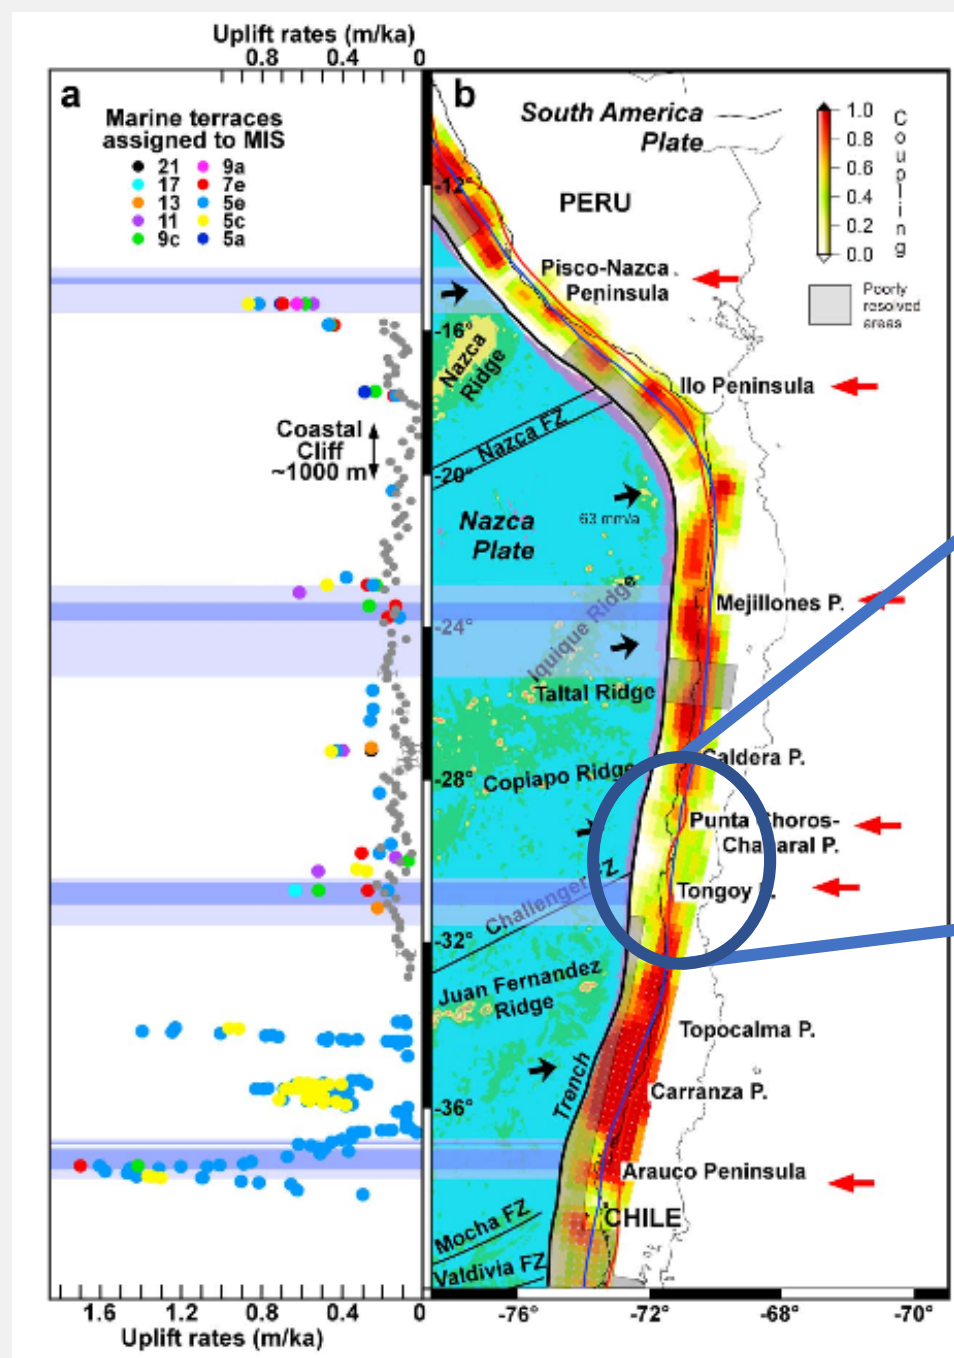 Uplift rates (m/ka)
0.8 0.4 0
a
Marine terraces
assigned to MIS
21 9a
17 7e
13 5e
11 5c
9c 5a
Coastal
Cliff
~1000 m
1.6 1.2 0.8 0.4 0
Uplift rates (m/ka)
b
South America
Plate
1.0
0.8
0.6
0.4
0.2
0.0
Coupling
Poorly
resolved
areas
-12°
PERU
Pisco-Nazca
Peninsula
-16°
Nazca
Ridge
Ilo Peninsula
Nazca FZ
-20°
63 mm/a
Nazca
Plate
Mejillones P.
-24°
Iquique Ridge
Taltal Ridge
Caldera P.
-28°
Copiapo Ridge
Punta Choros-
Chañaral P.
Tongoy P.
Challenger FZ
-32°
Juan Fernandez
Ridge
Topocalma P.
Trench
Carranza P.
-36°
Arauco Peninsula
CHILE
Mocha FZ
Valdivia FZ
-76° -72° -68° -70°